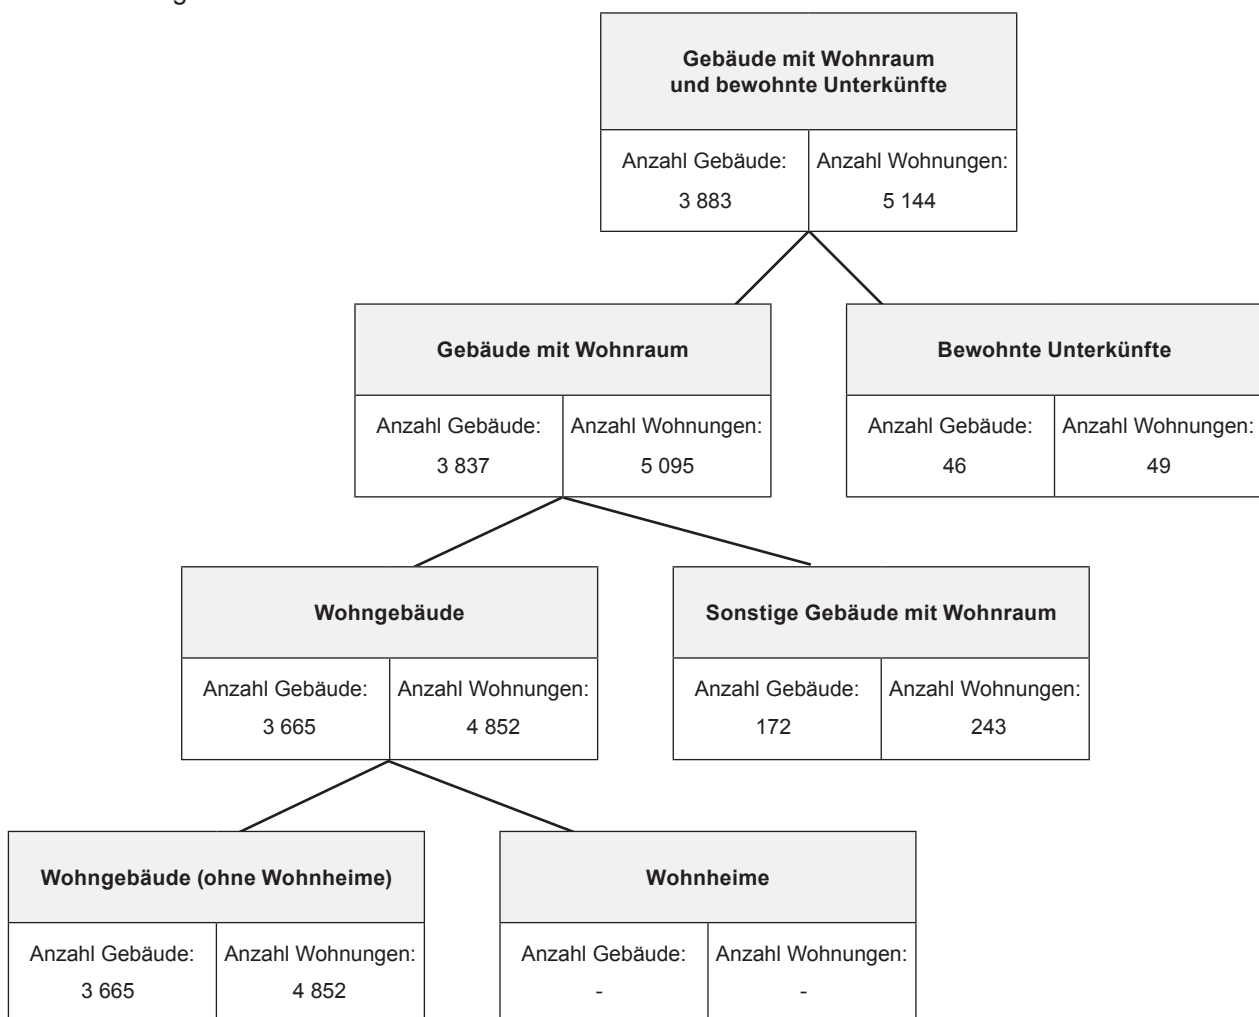 Gebäude mit Wohnraum
und bewohnte Unterkünfte
Anzahl Gebäude: Anzahl Wohnungen:
3 883 5 144
Gebäude mit Wohnraum Bewohnte Unterkünfte
Anzahl Gebäude: Anzahl Wohnungen: Anzahl Gebäude: Anzahl Wohnungen:
3 837 5 095 46 49
Wohngebäude Sonstige Gebäude mit Wohnraum
Anzahl Gebäude: Anzahl Wohnungen: Anzahl Gebäude: Anzahl Wohnungen:
3 665 4 852 172 243
Wohngebäude (ohne Wohnheime) Wohnheime
Anzahl Gebäude: Anzahl Wohnungen: Anzahl Gebäude: Anzahl Wohnungen:
3 665 4 852 - -